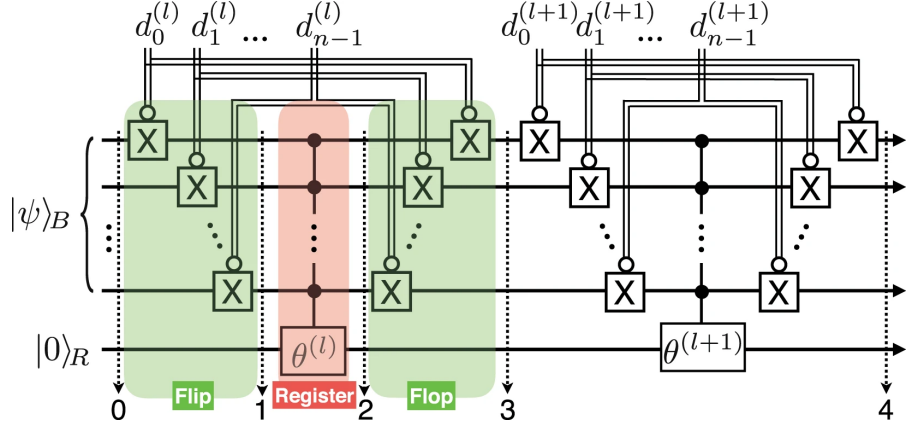 d_0^{(l)} d_1^{(l)} ... d_{n-1}^{(l)} d_0^{(l+1)} d_1^{(l+1)} ... d_{n-1}^{(l+1)}
X X X X
|ψ⟩_B X X X X
X X X X
|0⟩_R θ^{(l)} θ^{(l+1)}
Flip Register Flop
0 1 2 3 4